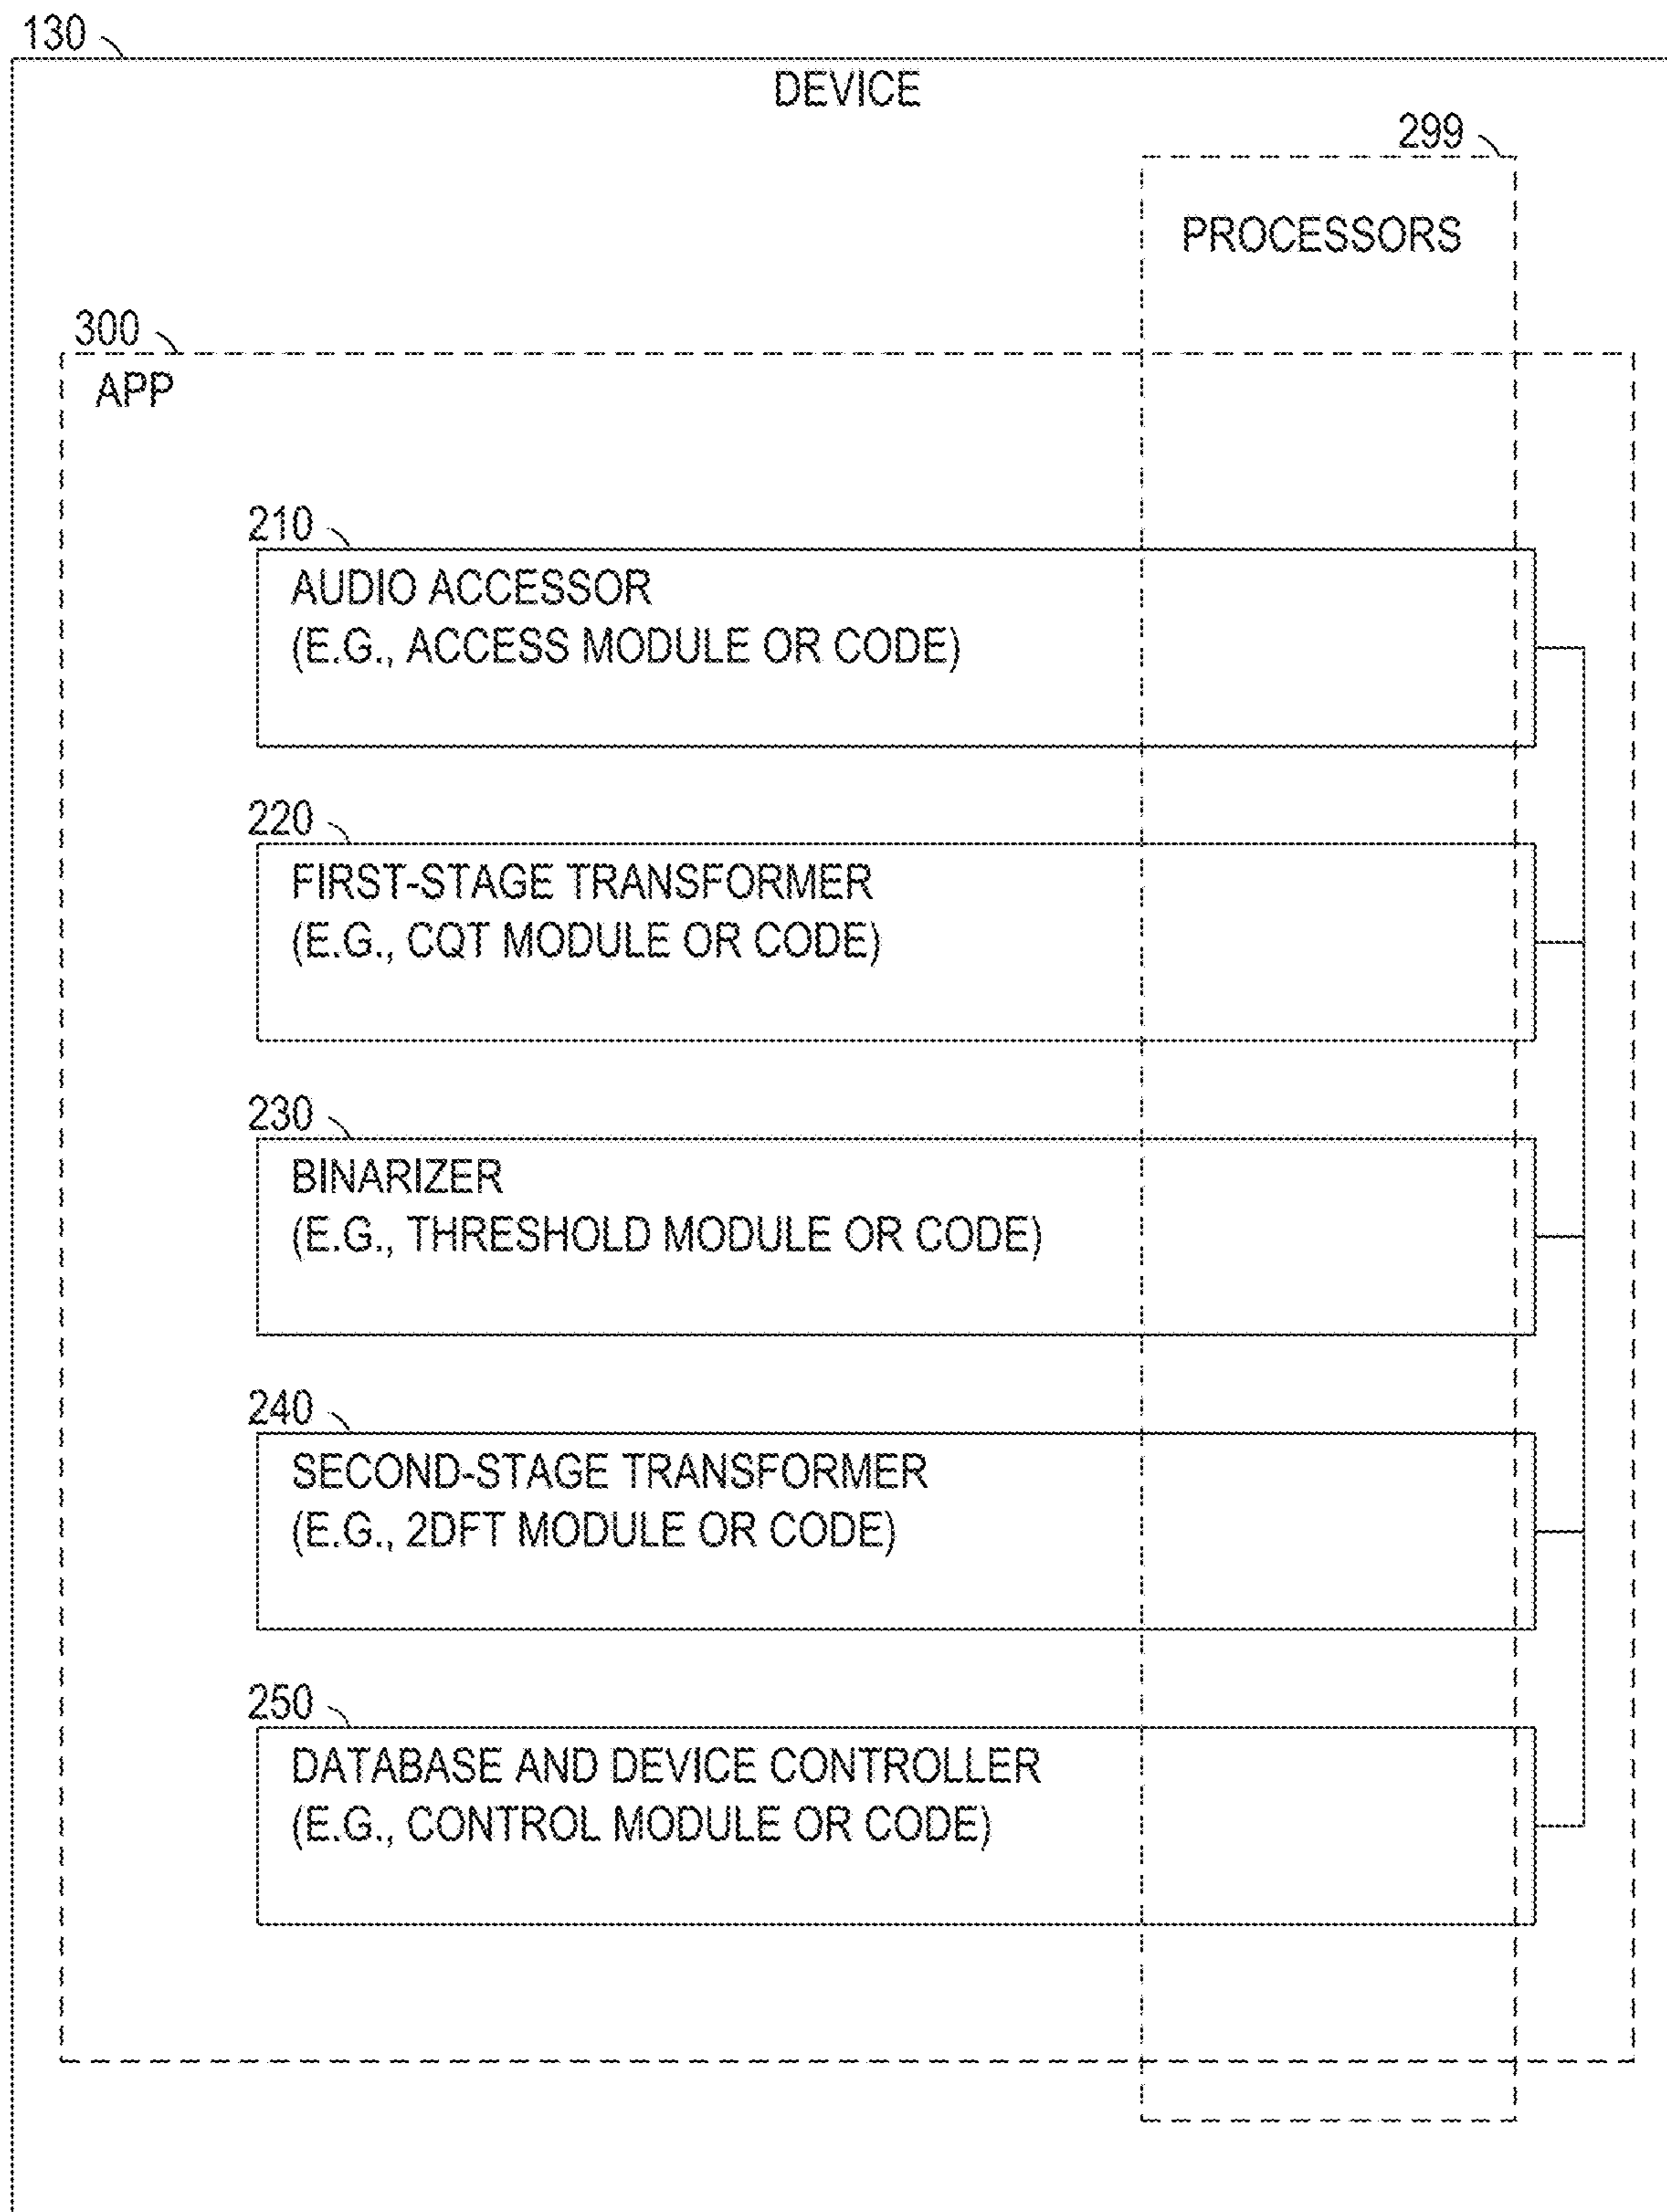 130
DEVICE
299
PROCESSORS
300
APP
210
AUDIO ACCESSOR
(E.G., ACCESS MODULE OR CODE)
220
FIRST-STAGE TRANSFORMER
(E.G., CQT MODULE OR CODE)
230
BINARIZER
(E.G., THRESHOLD MODULE OR CODE)
240
SECOND-STAGE TRANSFORMER
(E.G., 2DFT MODULE OR CODE)
250
DATABASE AND DEVICE CONTROLLER
(E.G., CONTROL MODULE OR CODE)